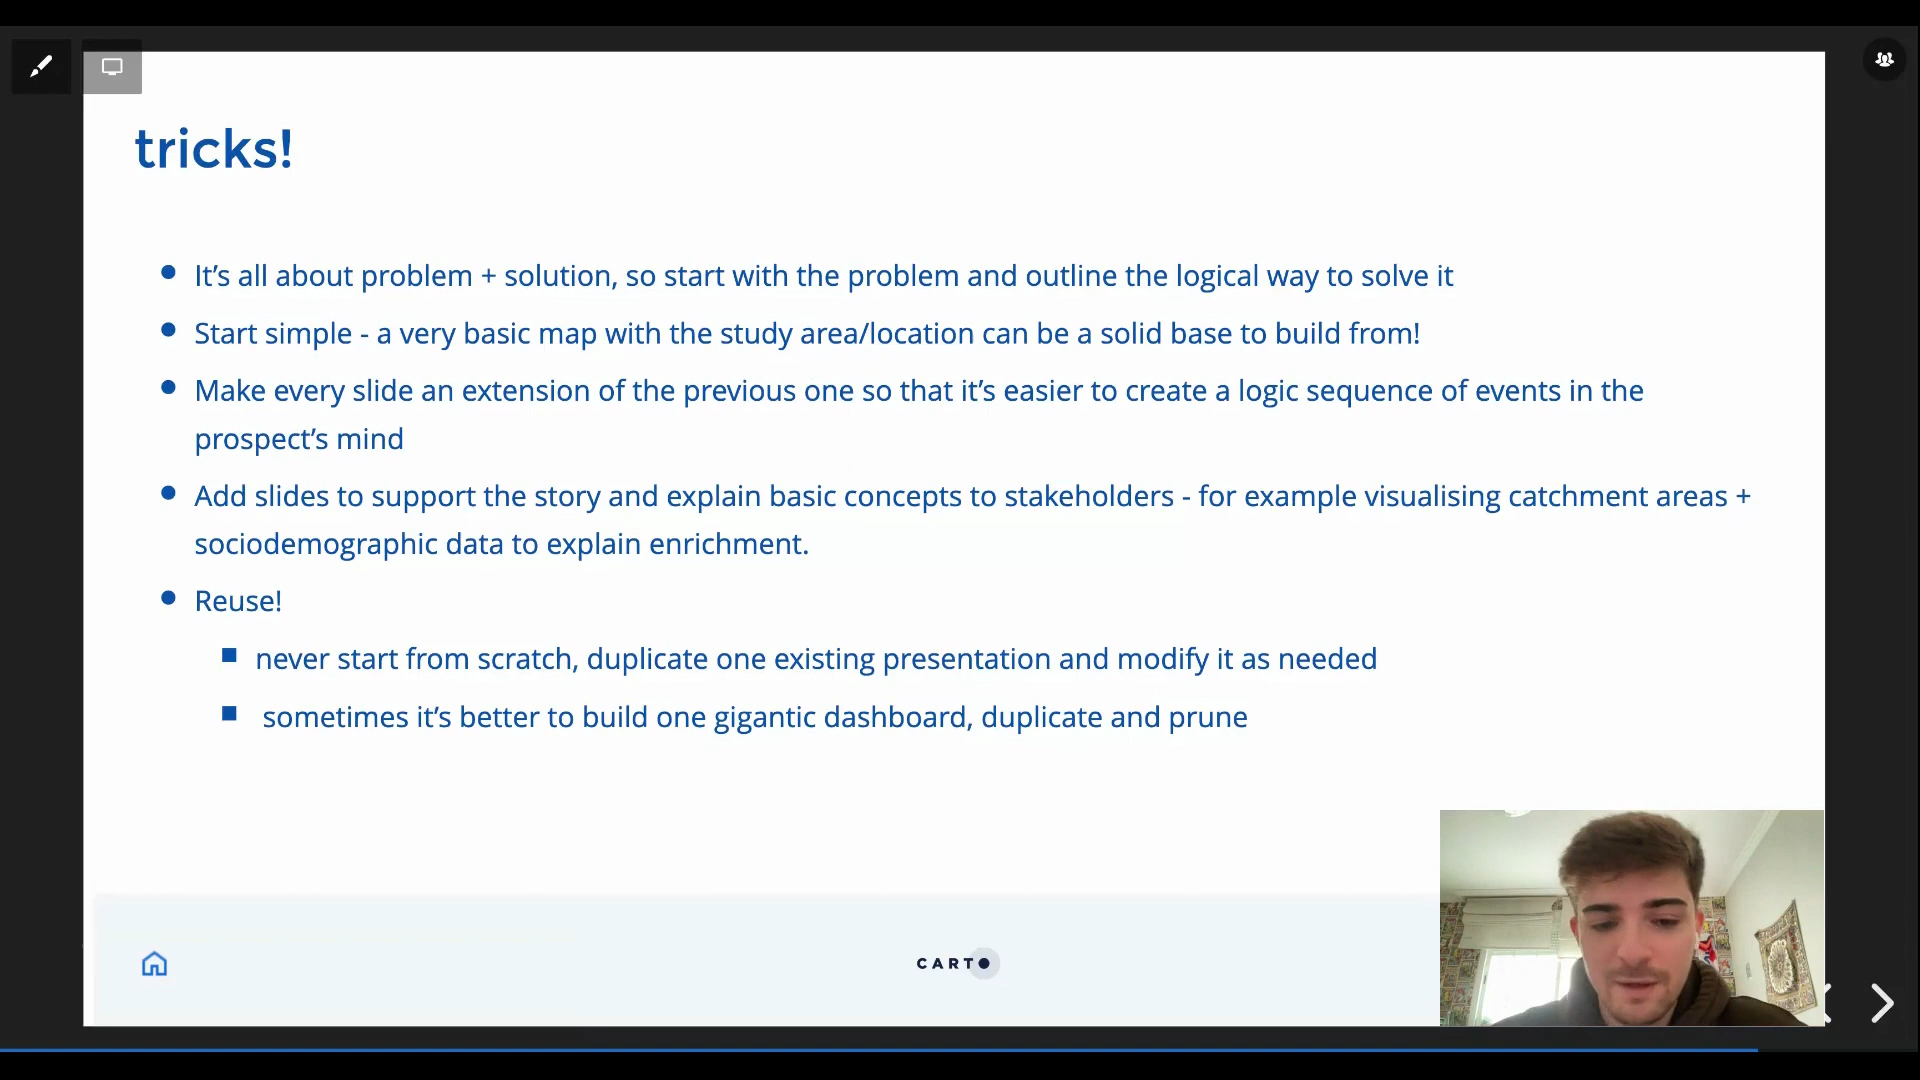 tricks!
It’s all about problem + solution, so start with the problem and outline the logical way to solve it
Start simple - a very basic map with the study area/location can be a solid base to build from!
Make every slide an extension of the previous one so that it’s easier to create a logic sequence of events in the
prospect’s mind
Add slides to support the story and explain basic concepts to stakeholders - for example visualising catchment areas +
sociodemographic data to explain enrichment.
Reuse!
never start from scratch, duplicate one existing presentation and modify it as needed
sometimes it’s better to build one gigantic dashboard, duplicate and prune
CARTO